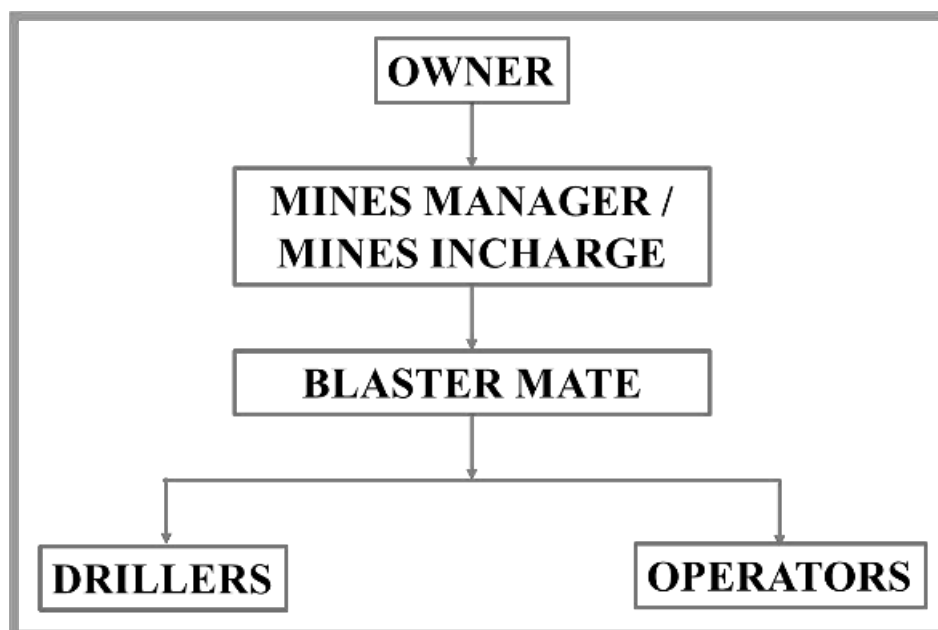 OWNER
MINES MANAGER /
MINES INCHARGE
BLASTER MATE
DRILLERS
OPERATORS